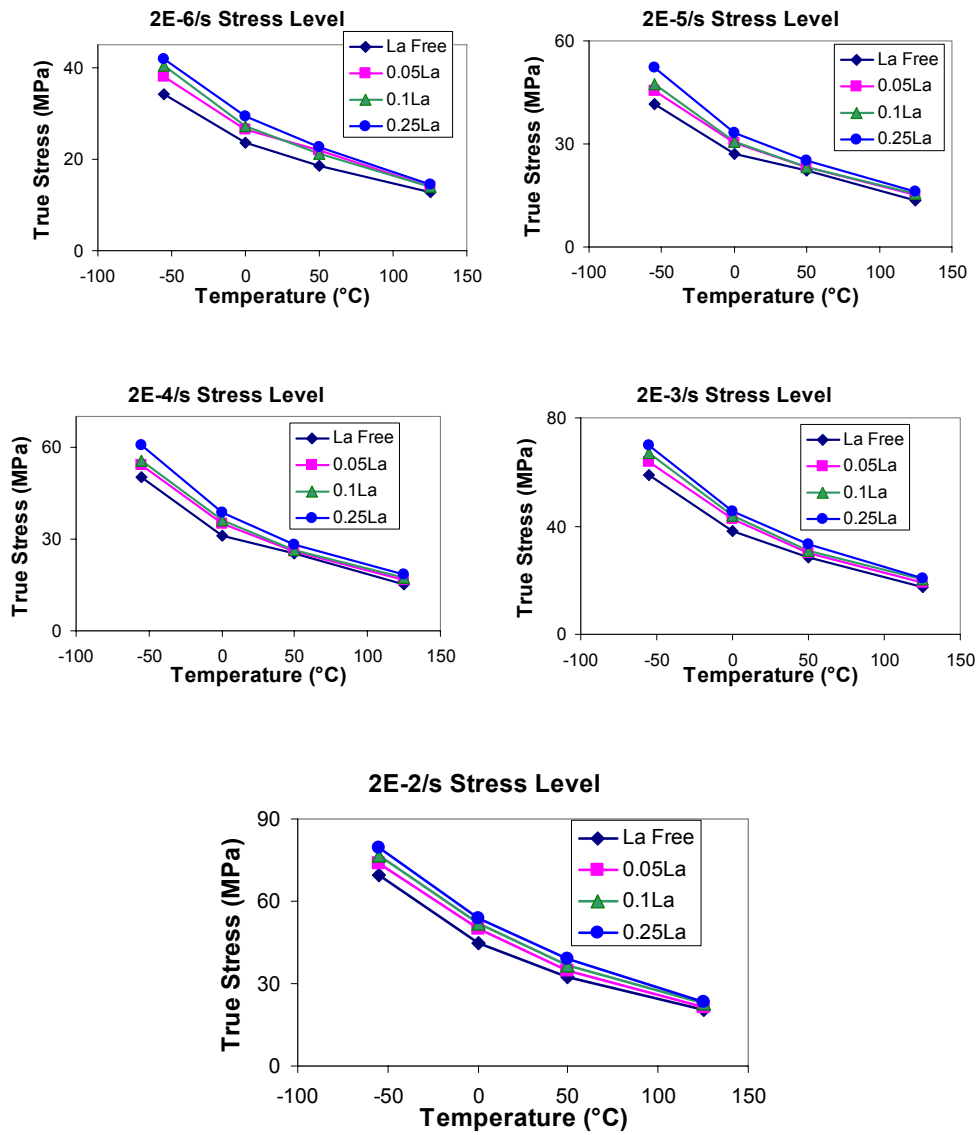 2E-6/s Stress Level
True Stress (MPa)
40
20
0
-100 -50 0 50 100 150
Temperature (°C)
La Free
0.05La
0.1La
0.25La
2E-5/s Stress Level
True Stress (MPa)
60
30
0
-100 -50 0 50 100 150
Temperature (°C)
La Free
0.05La
0.1La
0.25La
2E-4/s Stress Level
True Stress (MPa)
60
30
0
-100 -50 0 50 100 150
Temperature (°C)
La Free
0.05La
0.1La
0.25La
2E-3/s Stress Level
True Stress (MPa)
80
40
0
-100 -50 0 50 100 150
Temperature (°C)
La Free
0.05La
0.1La
0.25La
2E-2/s Stress Level
True Stress (MPa)
90
60
30
0
-100 -50 0 50 100 150
Temperature (°C)
La Free
0.05La
0.1La
0.25La